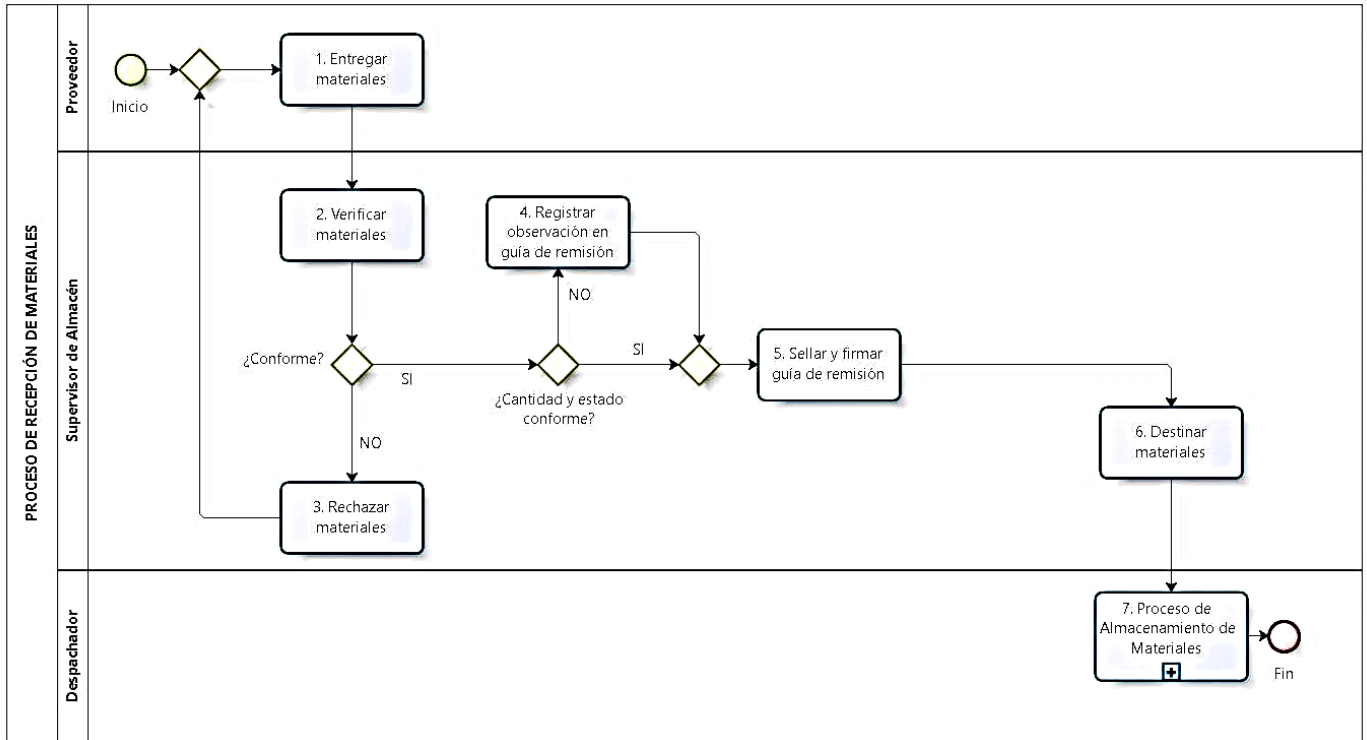 PROCESO DE RECEPCIÓN DE MATERIALES
Proveedor
Inicio
1. Entregar
materiales
Supervisor de Almacén
2. Verificar
materiales
¿Conforme?
SI
NO
3. Rechazar
materiales
4. Registrar
observación en
guía de remisión
NO
¿Cantidad y estado
conforme?
SI
5. Sellar y firmar
guía de remisión
6. Destinar
materiales
Despachador
7. Proceso de
Almacenamiento de
Materiales
Fin